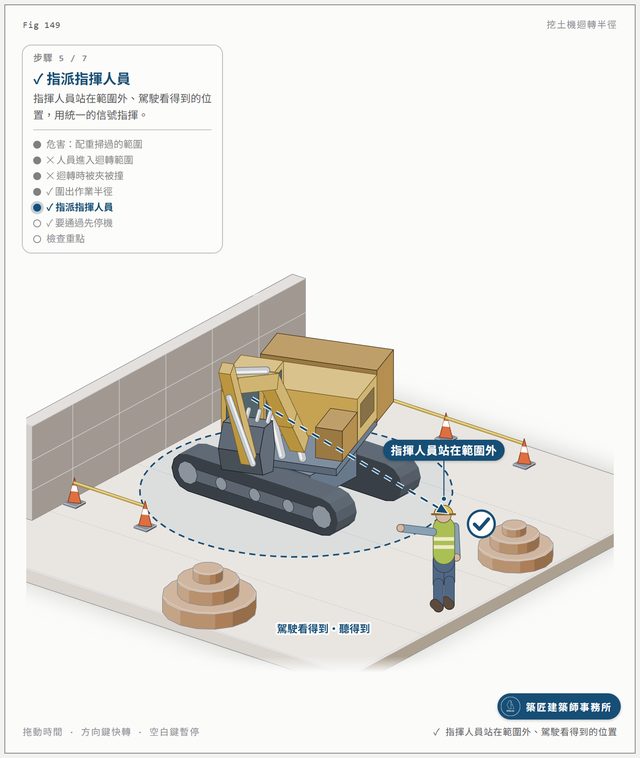 Fig 149
挖土機迴轉半徑
步驟 5 / 7
✓ 指派指揮人員
指揮人員站在範圍外、駕駛看得到的位
置，用統一的信號指揮。
危害：配重掃過的範圍
✕ 人員進入迴轉範圍
✕ 迴轉時被夾被撞
✓ 圍出作業半徑
✓ 指派指揮人員
✓ 要通過先停機
檢查重點
指揮人員站在範圍外
駕駛看得到・聽得到
築匠建築師事務所
拖動時間 · 方向鍵快轉 · 空白鍵暫停
✓ 指揮人員站在範圍外、駕駛看得到的位置